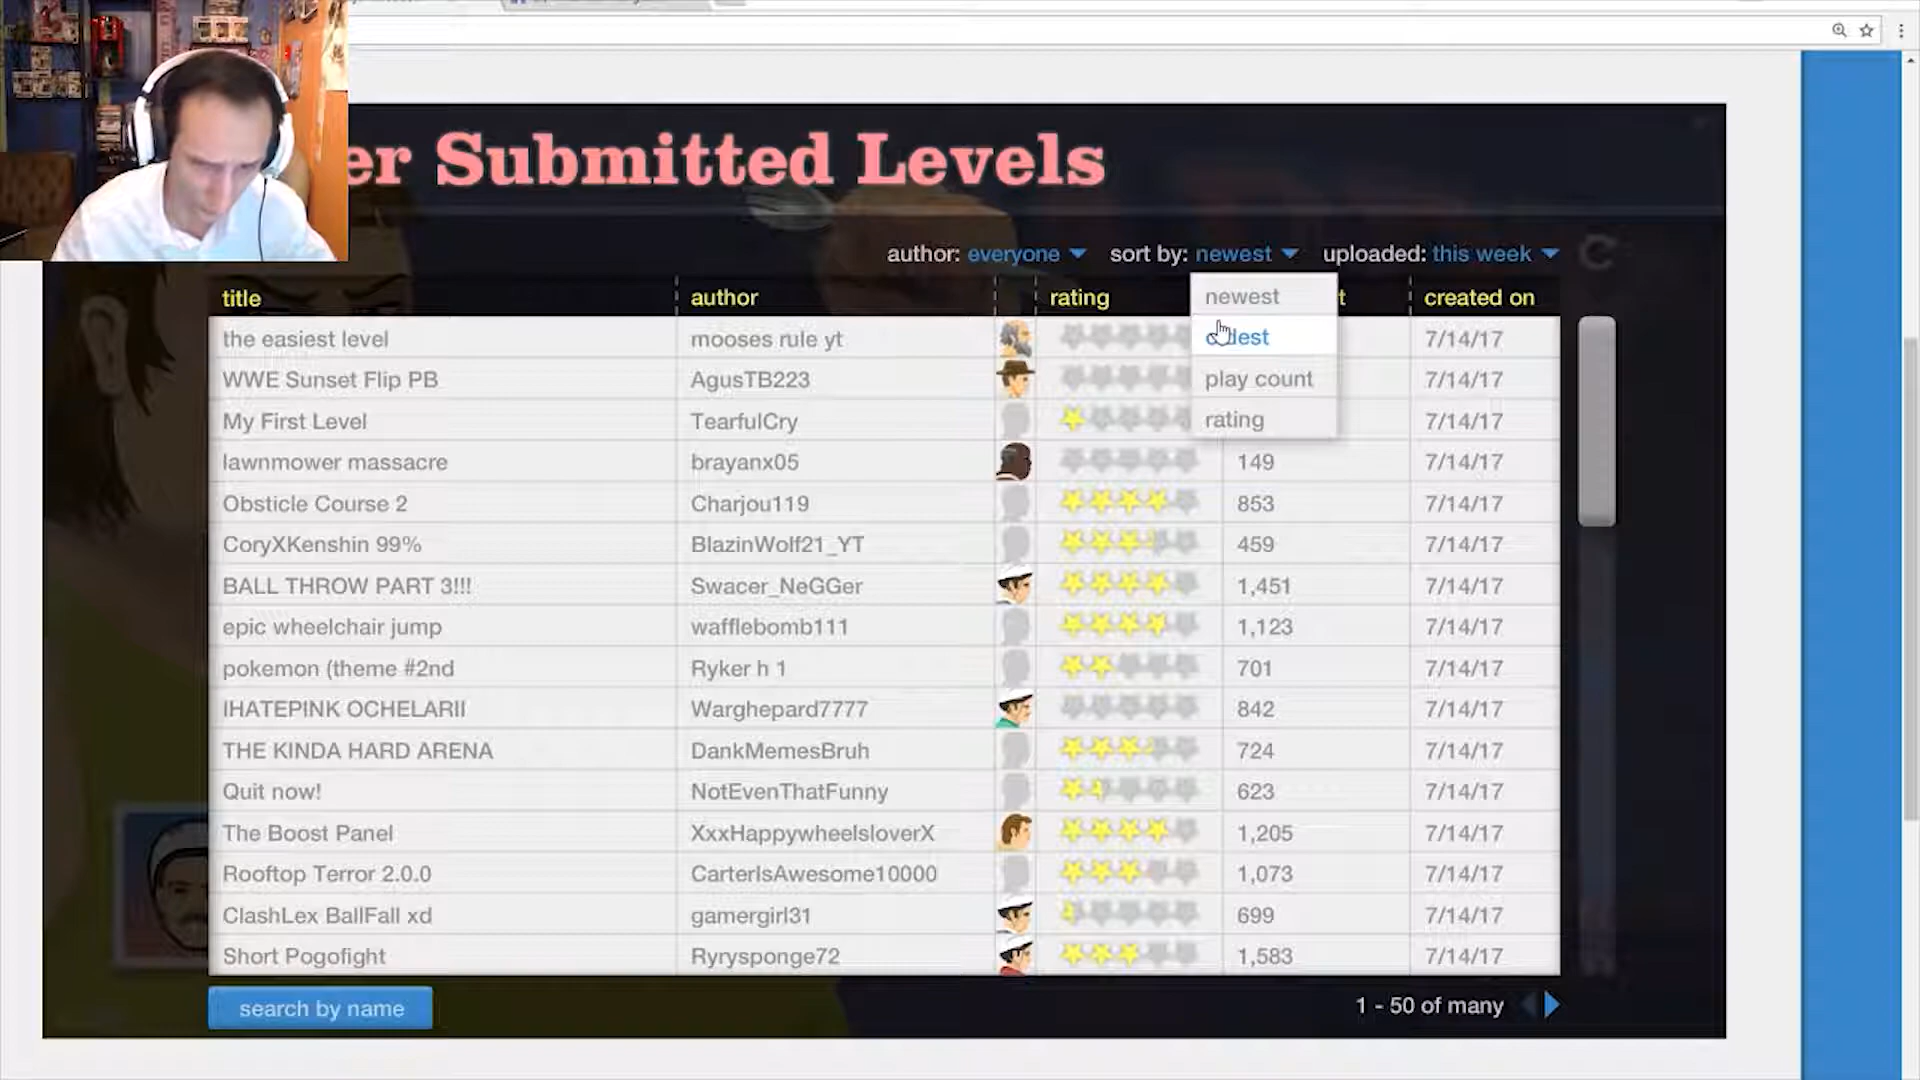 er Submitted Levels
author: everyone sort by: newest uploaded: this week
title author rating newest t created on
the easiest level mooses rule yt oldest 7/14/17
WWE Sunset Flip PB AgusTB223 play count 7/14/17
My First Level TearfulCry rating 7/14/17
lawnmower massacre brayanx05 149 7/14/17
Obsticle Course 2 Charjou119 853 7/14/17
CoryXKenshin 99% BlazinWolf21_YT 459 7/14/17
BALL THROW PART 3!!! Swacer_NeGGer 1,451 7/14/17
epic wheelchair jump wafflebomb111 1,123 7/14/17
pokemon (theme #2nd Ryker h 1 701 7/14/17
IHATEPINK OCHELARII Warghepard7777 842 7/14/17
THE KINDA HARD ARENA DankMemesBruh 724 7/14/17
Quit now! NotEvenThatFunny 623 7/14/17
The Boost Panel XxxHappywheelsloverX 1,205 7/14/17
Rooftop Terror 2.0.0 CarterIsAwesome10000 1,073 7/14/17
ClashLex BallFall xd gamergirl31 699 7/14/17
Short Pogofight Ryrysponge72 1,583 7/14/17
search by name 1 - 50 of many